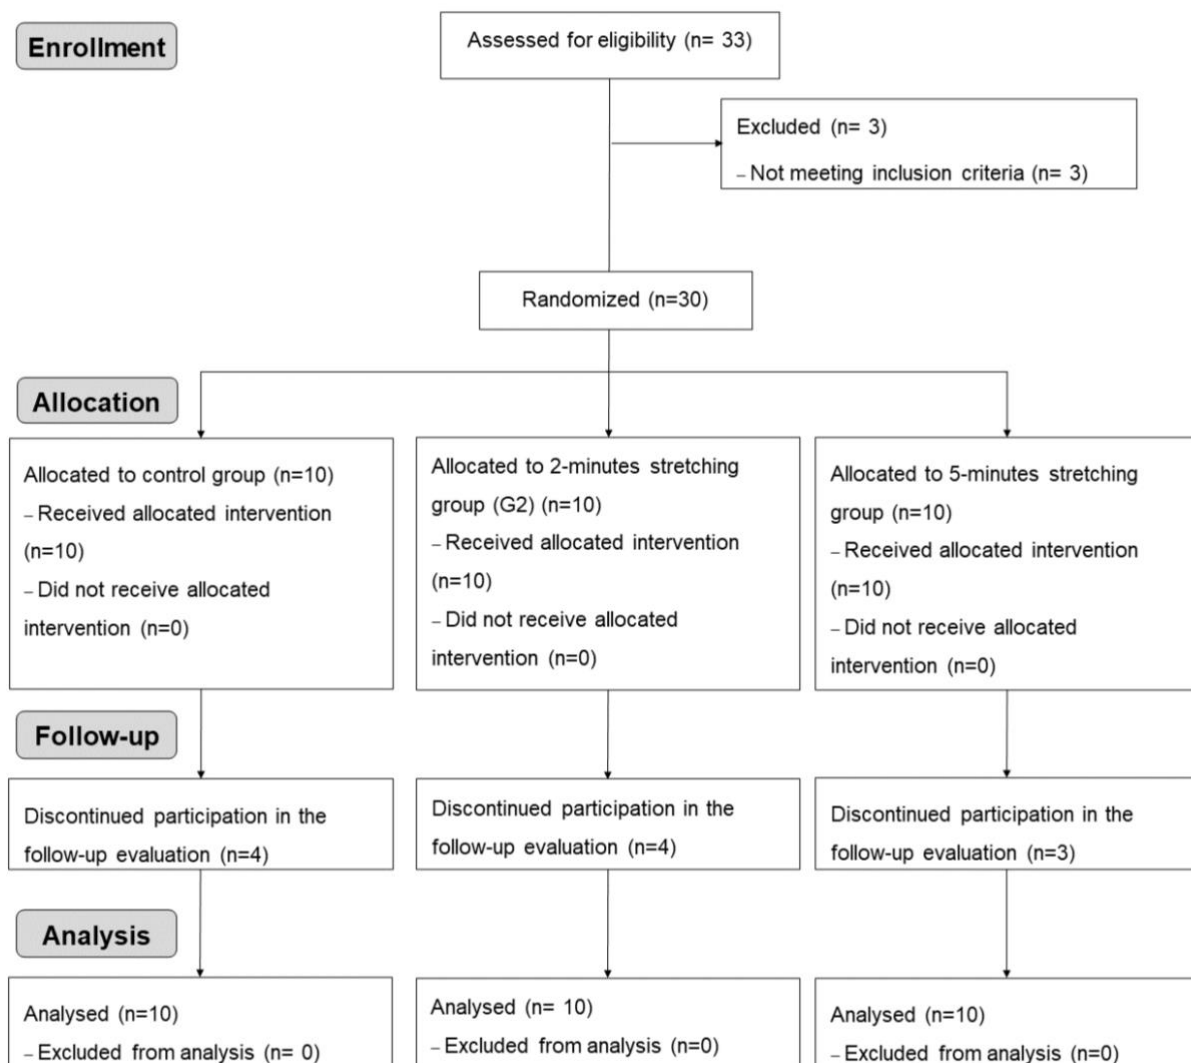 Enrollment
Assessed for eligibility (n= 33)
Excluded (n= 3)
– Not meeting inclusion criteria (n= 3)
Randomized (n=30)
Allocation
Allocated to control group (n=10)
– Received allocated intervention
(n=10)
– Did not receive allocated
intervention (n=0)
Allocated to 2-minutes stretching
group (G2) (n=10)
– Received allocated intervention
(n=10)
– Did not receive allocated
intervention (n=0)
Allocated to 5-minutes stretching
group (n=10)
– Received allocated intervention
(n=10)
– Did not receive allocated
intervention (n=0)
Follow-up
Discontinued participation in the
follow-up evaluation (n=4)
Discontinued participation in the
follow-up evaluation (n=4)
Discontinued participation in the
follow-up evaluation (n=3)
Analysis
Analysed (n=10)
– Excluded from analysis (n= 0)
Analysed (n= 10)
– Excluded from analysis (n=0)
Analysed (n=10)
– Excluded from analysis (n=0)